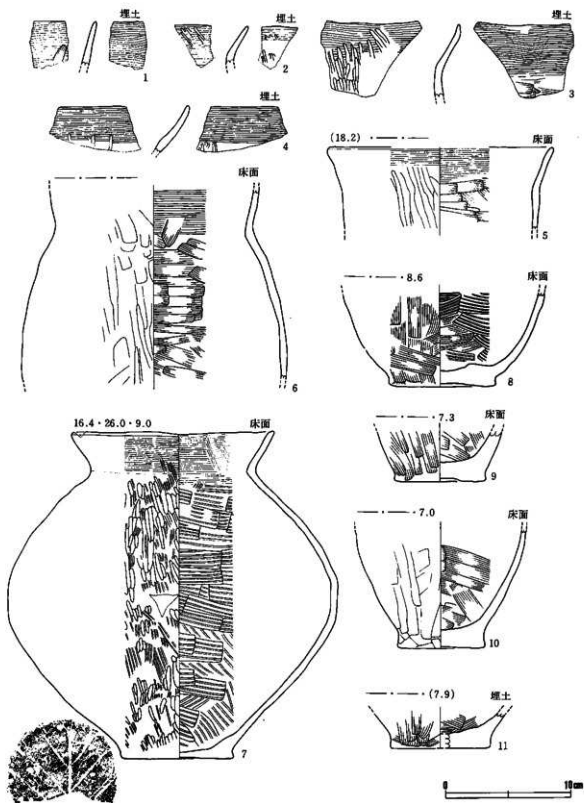 埋土
1
埋土
2
埋土
3
埋土
4
(18.2)・―・― 床面
5
―・―・― 床面
6
―・―・8.6 床面
8
16.4・26.0・9.0 床面
7
―・―・7.3 床面
9
―・―・7.0 床面
10
―・―・(7.9) 埋土
11
0 10cm